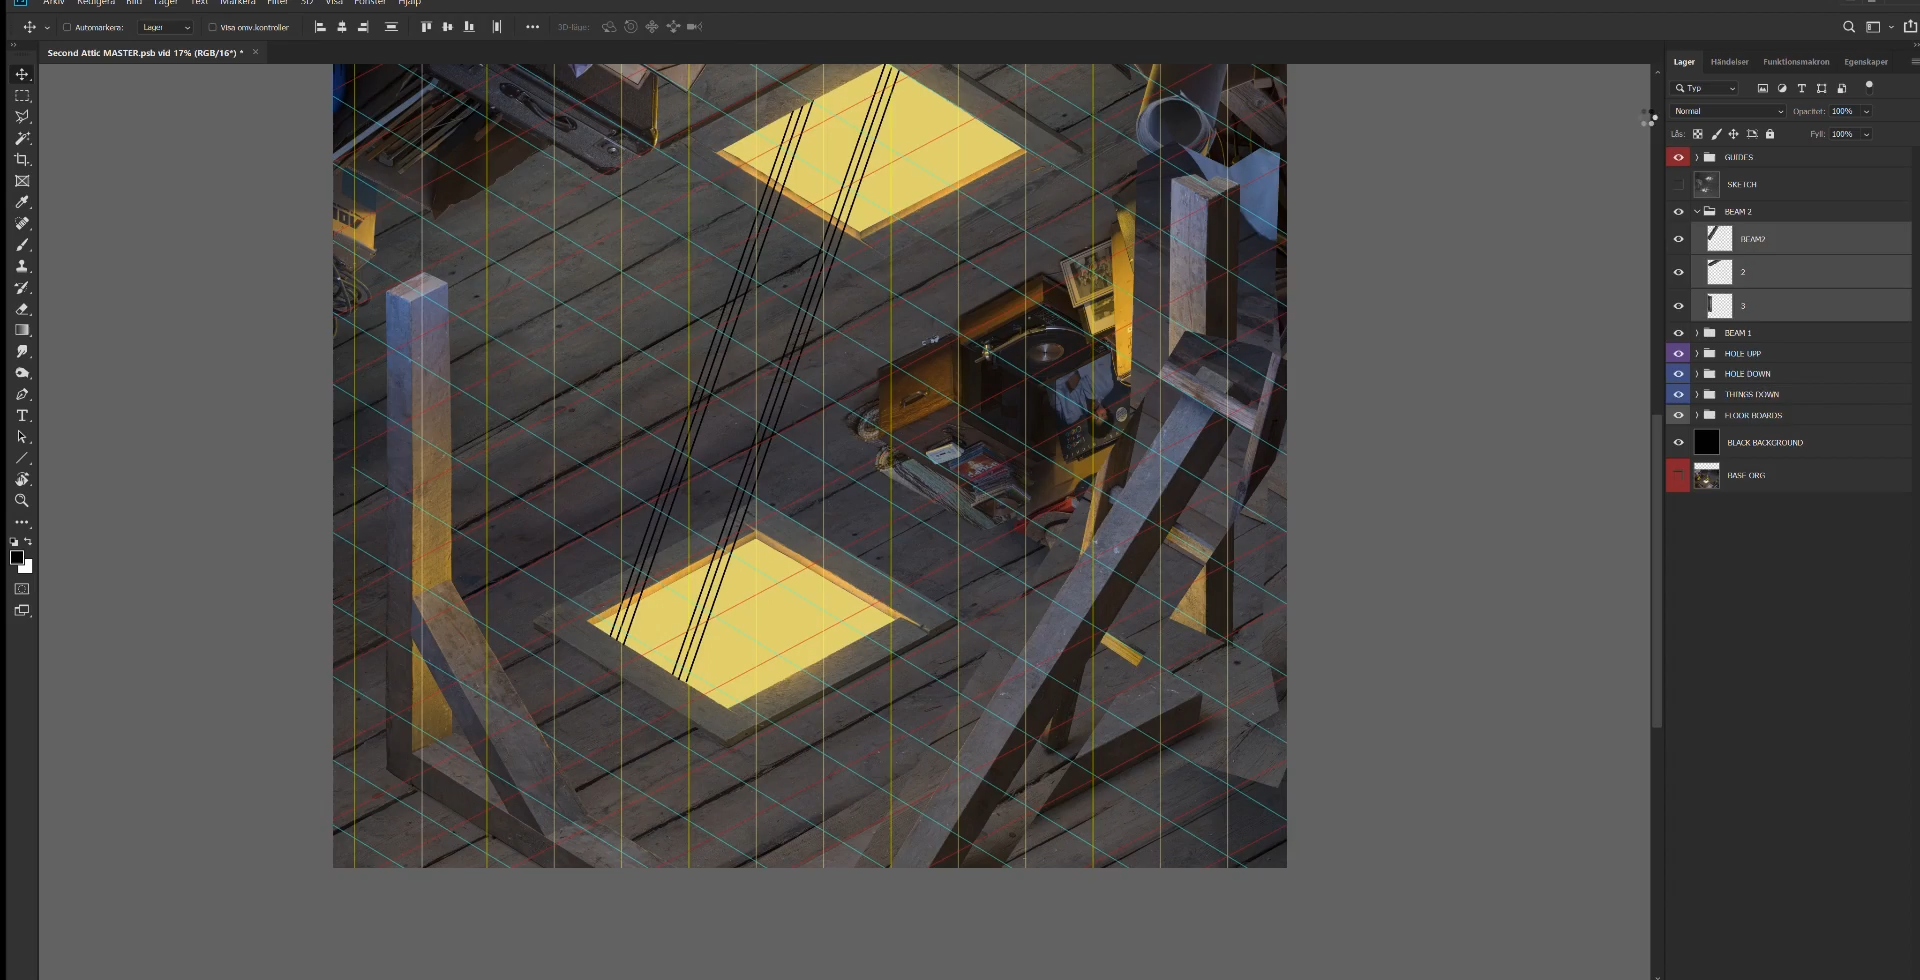 Arkiv Redigera Bild Lager Text Markera Filter 3D Visa Fönster Hjälp
Automarkera: Lager Visa omv.kontroller 3D-läge:
Second Attic MASTER.psb vid 17% (RGB/16*) *
Lager Händelser Funktionsmakron Egenskaper
Typ
Normal Opacitet: 100%
Lås: Fyll: 100%
GUIDES
SKETCH
BEAM 2
BEAM2
2
3
BEAM 1
HOLE UPP
HOLE DOWN
THINGS DOWN
FLOOR BOARDS
BLACK BACKGROUND
BASE ORG